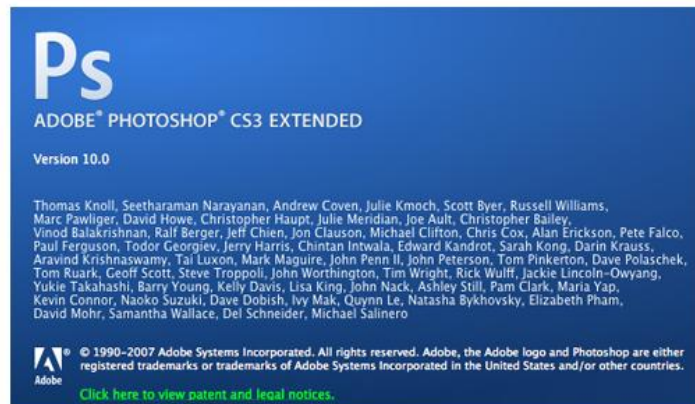 Ps
ADOBE® PHOTOSHOP® CS3 EXTENDED
Version 10.0
Thomas Knoll, Seetharaman Narayanan, Andrew Coven, Julie Kmoch, Scott Byer, Russell Williams,
Marc Pawliger, David Howe, Christopher Haupt, Julie Meridian, Joe Ault, Christopher Bailey,
Vinod Balakrishnan, Ralf Berger, Jeff Chien, Jon Clauson, Michael Clifton, Chris Cox, Alan Erickson, Pete Falco,
Paul Ferguson, Todor Georgiev, Jerry Harris, Chintan Intwala, Edward Kandrot, Sarah Kong, Darin Krauss,
Aravind Krishnaswamy, Tai Luxon, Mark Maguire, John Penn II, John Peterson, Tom Pinkerton, Dave Polaschek,
Tom Ruark, Geoff Scott, Steve Troppoli, John Worthington, Tim Wright, Rick Wulff, Jackie Lincoln-Owyang,
Yukie Takahashi, Barry Young, Kelly Davis, Lisa King, John Nack, Ashley Still, Pam Clark, Maria Yap,
Kevin Connor, Naoko Suzuki, Dave Dobish, Ivy Mak, Quynn Le, Natasha Bykhovsky, Elizabeth Pham,
David Mohr, Samantha Wallace, Del Schneider, Michael Salinero
® © 1990-2007 Adobe Systems Incorporated. All rights reserved. Adobe, the Adobe logo and Photoshop are either
registered trademarks or trademarks of Adobe Systems Incorporated in the United States and/or other countries.
Adobe
Click here to view patent and legal notices.